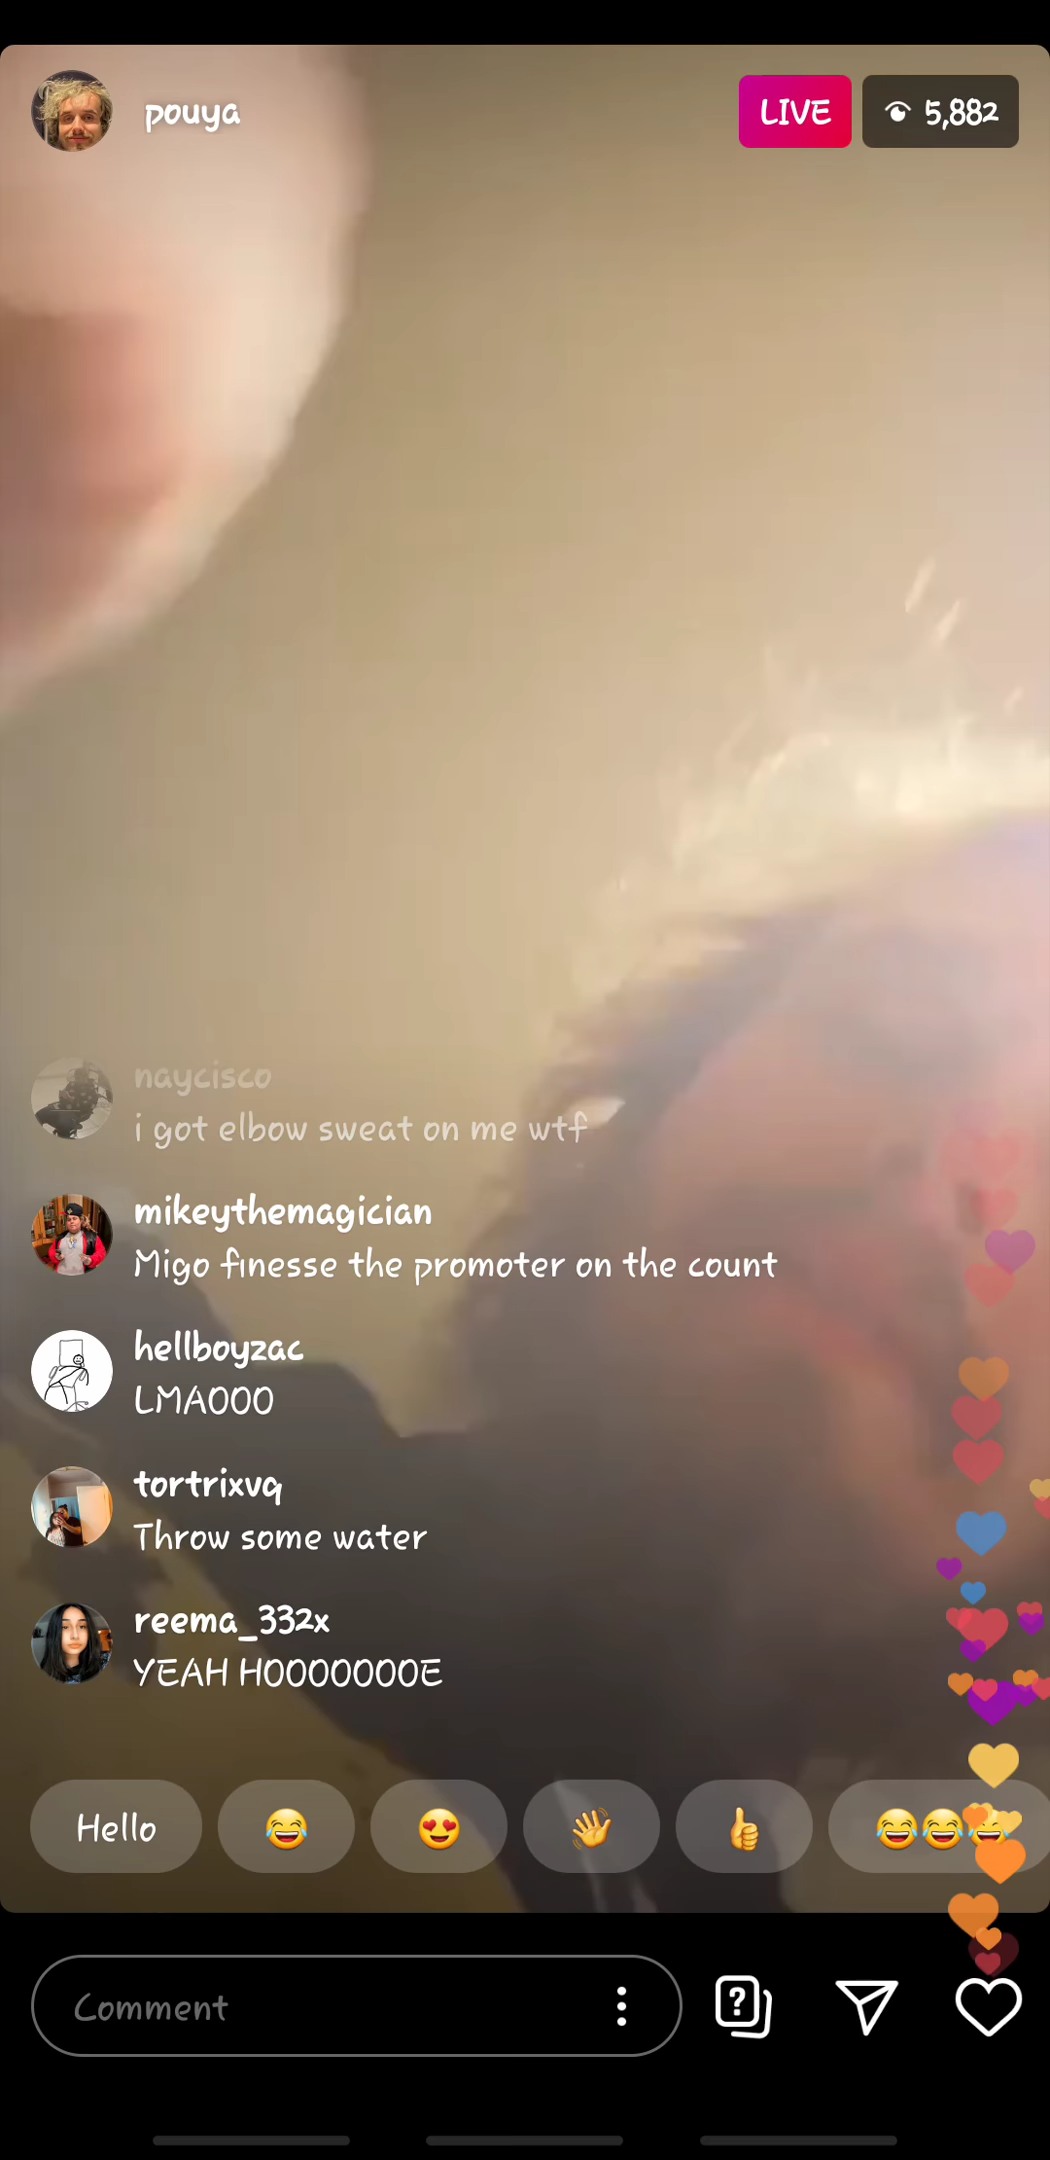 pouya
LIVE
5,882
naycisco
i got elbow sweat on me wtf
mikeythemagician
Migo finesse the promoter on the count
hellboyzac
LMAOOO
tortrixvq
Throw some water
reema_332x
YEAH HOOOOOOOE
Hello
Comment